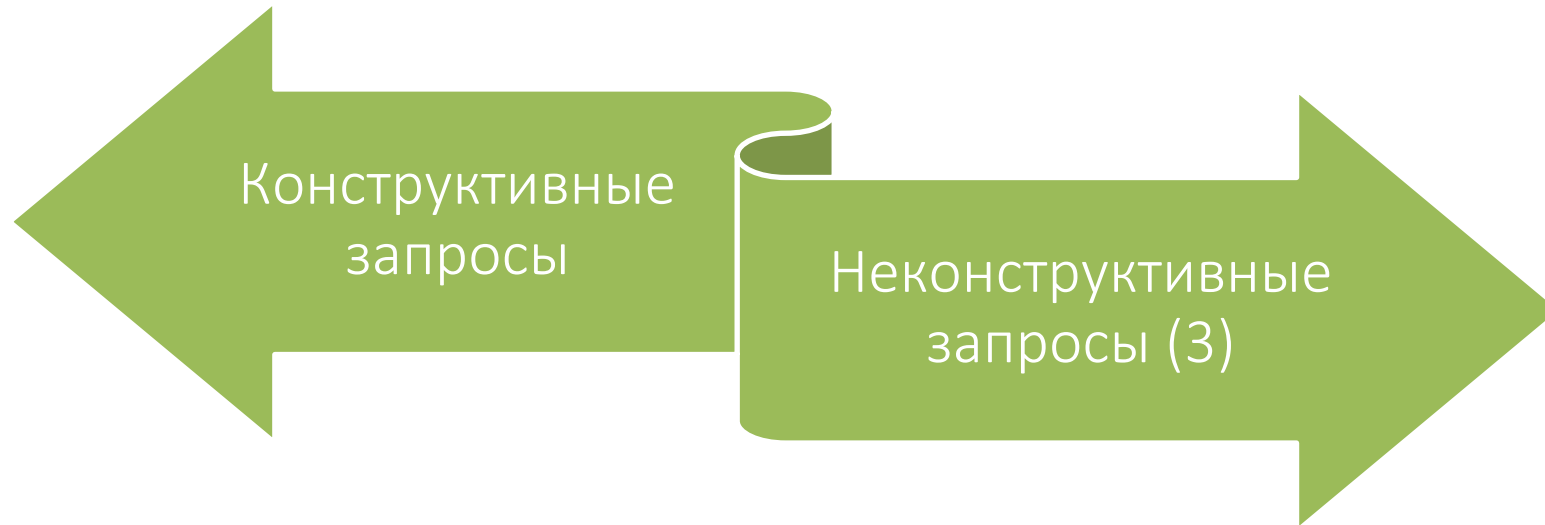 Конструктивные
запросы
Неконструктивные
запросы (3)